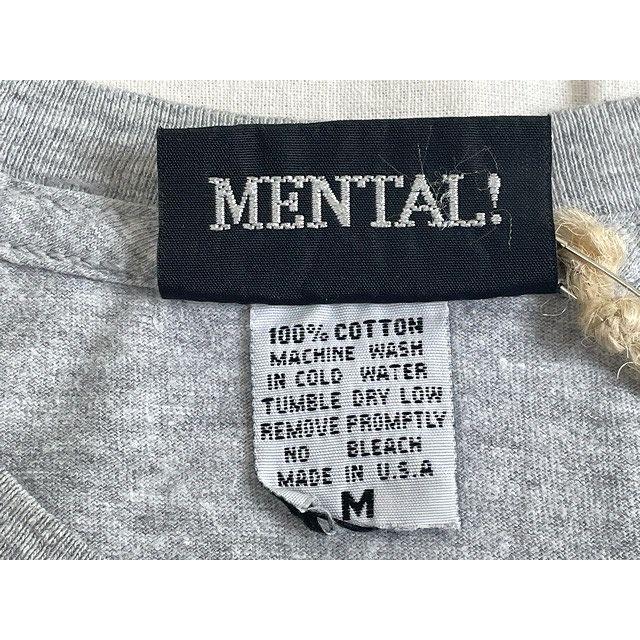 MENTAL!
100% COTTON
MACHINE WASH
IN COLD WATER
TUMBLE DRY LOW
REMOVE PROMPTLY
NO BLEACH
MADE IN U.S.A
M